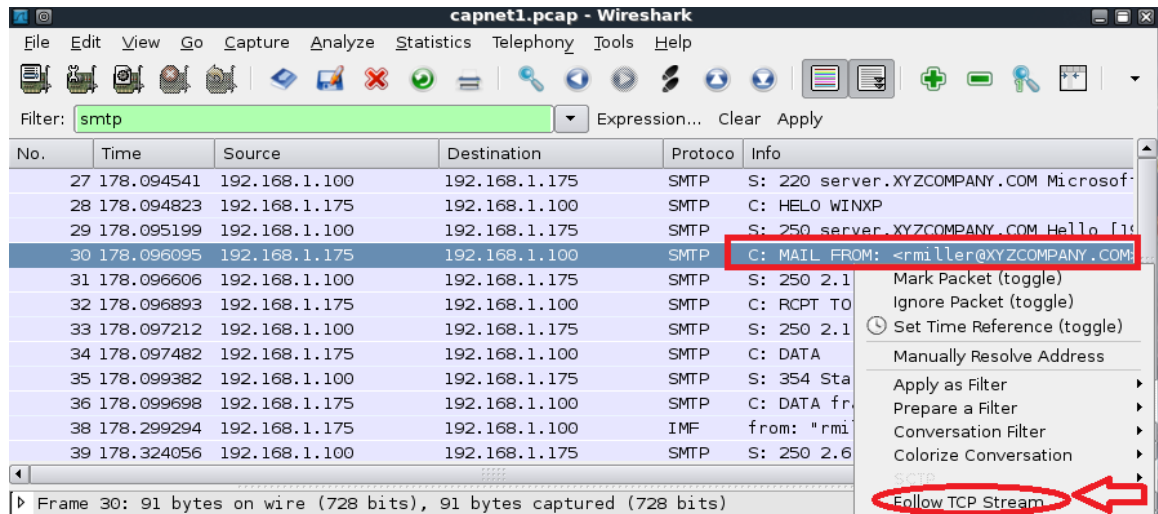 capnet1.pcap - Wireshark
File Edit View Go Capture Analyze Statistics Telephony Tools Help
Filter: smtp Expression... Clear Apply
No. Time Source Destination Protoco Info
27 178.094541 192.168.1.100 192.168.1.175 SMTP S: 220 server.XYZCOMPANY.COM Microsof
28 178.094823 192.168.1.175 192.168.1.100 SMTP C: HELO WINXP
29 178.095199 192.168.1.100 192.168.1.175 SMTP S: 250 server.XYZCOMPANY.COM Hello [19
30 178.096095 192.168.1.175 192.168.1.100 SMTP C: MAIL FROM: <rmiller@XYZCOMPANY.COM>
31 178.096606 192.168.1.100 192.168.1.175 SMTP S: 250 2.1 Mark Packet (toggle)
32 178.096893 192.168.1.175 192.168.1.100 SMTP C: RCPT TO Ignore Packet (toggle)
33 178.097212 192.168.1.100 192.168.1.175 SMTP S: 250 2.1 Set Time Reference (toggle)
34 178.097482 192.168.1.175 192.168.1.100 SMTP C: DATA Manually Resolve Address
35 178.099382 192.168.1.100 192.168.1.175 SMTP S: 354 Sta Apply as Filter
36 178.099698 192.168.1.175 192.168.1.100 SMTP C: DATA fr Prepare a Filter
38 178.299294 192.168.1.175 192.168.1.100 IMF from: "rmi Conversation Filter
39 178.324056 192.168.1.100 192.168.1.175 SMTP S: 250 2.6 Colorize Conversation
SCTP
Frame 30: 91 bytes on wire (728 bits), 91 bytes captured (728 bits) Follow TCP Stream